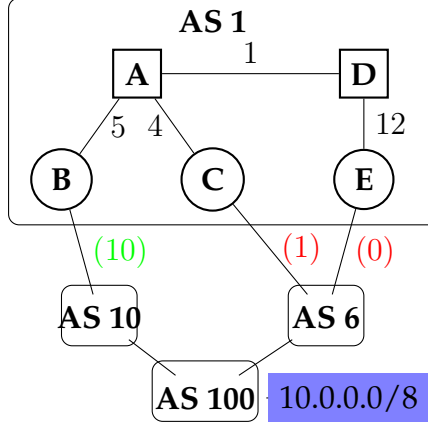 AS 1
A
1
D
5
4
12
B
C
E
(10)
(1)
(0)
AS 10
AS 6
AS 100
10.0.0.0/8